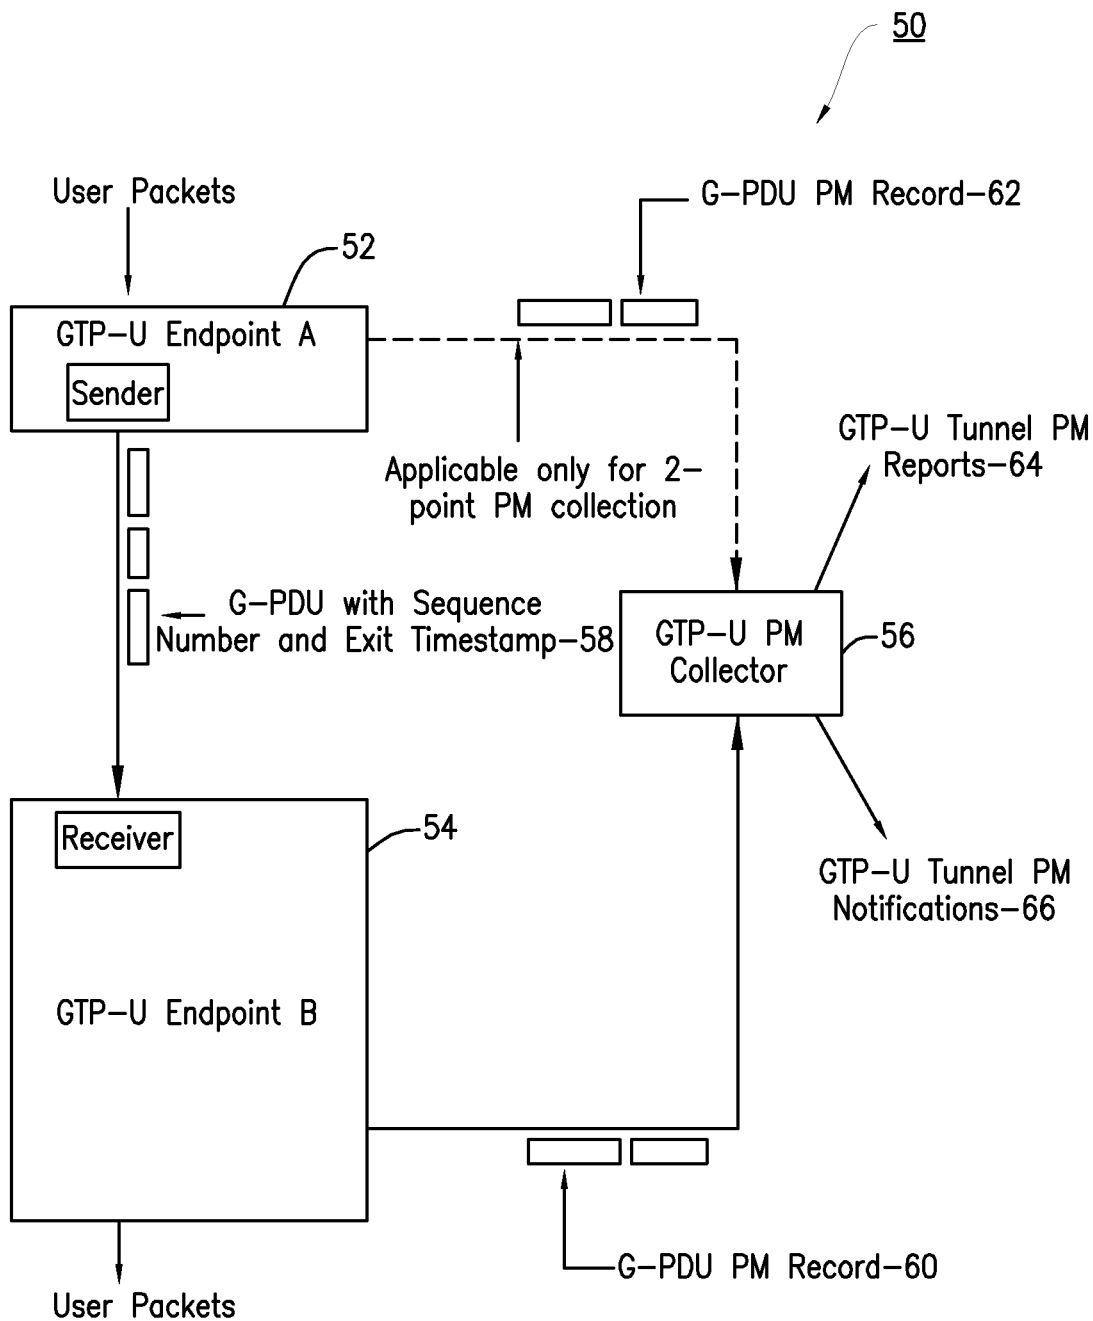 50
User Packets
G-PDU PM Record-62
52
GTP-U Endpoint A
Sender
Applicable only for 2-
point PM collection
GTP-U Tunnel PM
Reports-64
G-PDU with Sequence
Number and Exit Timestamp-58
GTP-U PM
Collector
56
Receiver
54
GTP-U Tunnel PM
Notifications-66
GTP-U Endpoint B
G-PDU PM Record-60
User Packets